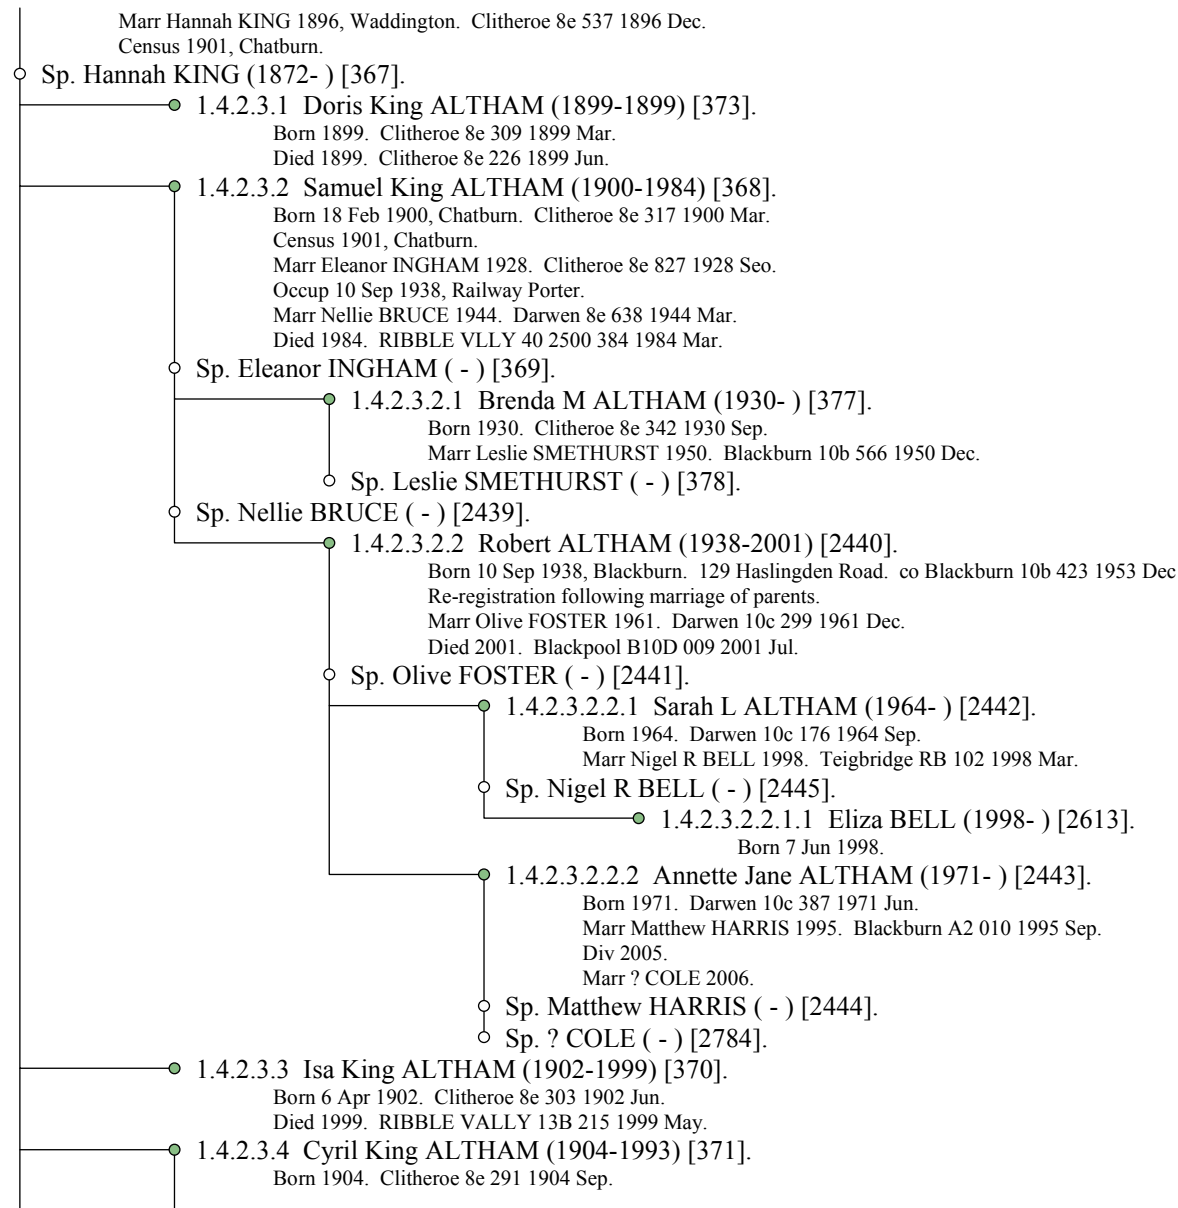 Marr Hannah KING 1896, Waddington. Clitheroe 8e 537 1896 Dec.
Census 1901, Chatburn.
Sp. Hannah KING (1872- ) [367].
1.4.2.3.1 Doris King ALTHAM (1899-1899) [373].
Born 1899. Clitheroe 8e 309 1899 Mar.
Died 1899. Clitheroe 8e 226 1899 Jun.
1.4.2.3.2 Samuel King ALTHAM (1900-1984) [368].
Born 18 Feb 1900, Chatburn. Clitheroe 8e 317 1900 Mar.
Census 1901, Chatburn.
Marr Eleanor INGHAM 1928. Clitheroe 8e 827 1928 Seo.
Occup 10 Sep 1938, Railway Porter.
Marr Nellie BRUCE 1944. Darwen 8e 638 1944 Mar.
Died 1984. RIBBLE VLLY 40 2500 384 1984 Mar.
Sp. Eleanor INGHAM ( - ) [369].
1.4.2.3.2.1 Brenda M ALTHAM (1930- ) [377].
Born 1930. Clitheroe 8e 342 1930 Sep.
Marr Leslie SMETHURST 1950. Blackburn 10b 566 1950 Dec.
Sp. Leslie SMETHURST ( - ) [378].
Sp. Nellie BRUCE ( - ) [2439].
1.4.2.3.2.2 Robert ALTHAM (1938-2001) [2440].
Born 10 Sep 1938, Blackburn. 129 Haslingden Road. co Blackburn 10b 423 1953 Dec
Re-registration following marriage of parents.
Marr Olive FOSTER 1961. Darwen 10c 299 1961 Dec.
Died 2001. Blackpool B10D 009 2001 Jul.
Sp. Olive FOSTER ( - ) [2441].
1.4.2.3.2.2.1 Sarah L ALTHAM (1964- ) [2442].
Born 1964. Darwen 10c 176 1964 Sep.
Marr Nigel R BELL 1998. Teigbridge RB 102 1998 Mar.
Sp. Nigel R BELL ( - ) [2445].
1.4.2.3.2.2.1.1 Eliza BELL (1998- ) [2613].
Born 7 Jun 1998.
1.4.2.3.2.2.2 Annette Jane ALTHAM (1971- ) [2443].
Born 1971. Darwen 10c 387 1971 Jun.
Marr Matthew HARRIS 1995. Blackburn A2 010 1995 Sep.
Div 2005.
Marr ? COLE 2006.
Sp. Matthew HARRIS ( - ) [2444].
Sp. ? COLE ( - ) [2784].
1.4.2.3.3 Isa King ALTHAM (1902-1999) [370].
Born 6 Apr 1902. Clitheroe 8e 303 1902 Jun.
Died 1999. RIBBLE VALLY 13B 215 1999 May.
1.4.2.3.4 Cyril King ALTHAM (1904-1993) [371].
Born 1904. Clitheroe 8e 291 1904 Sep.